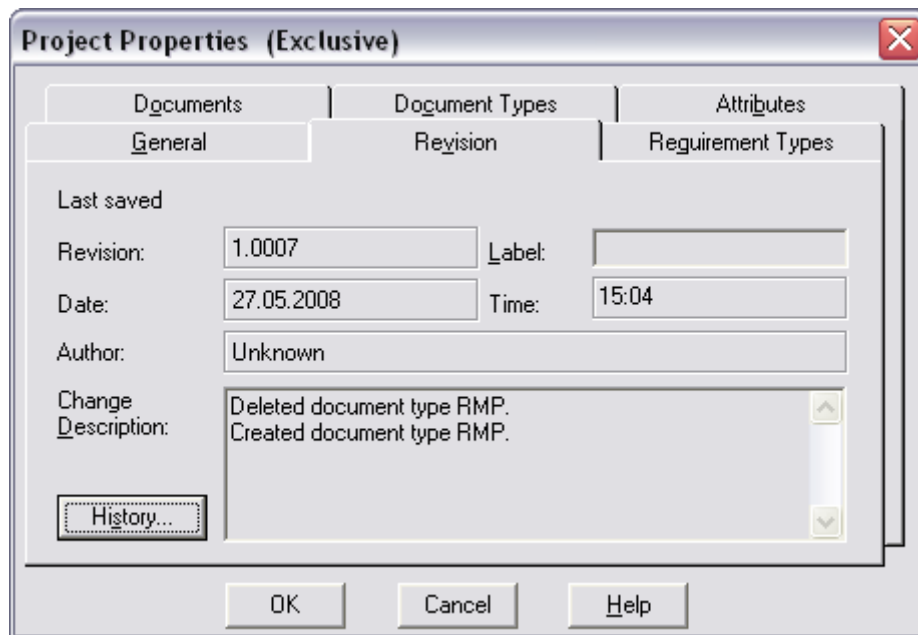 Project Properties (Exclusive)
Documents Document Types Attributes
General Revision Reguirement Types
Last saved
Revision: 1.0007 Label:
Date: 27.05.2008 Time: 15:04
Author: Unknown
Change
Description:
Deleted document type RMP.
Created document type RMP.
History...
OK Cancel Help